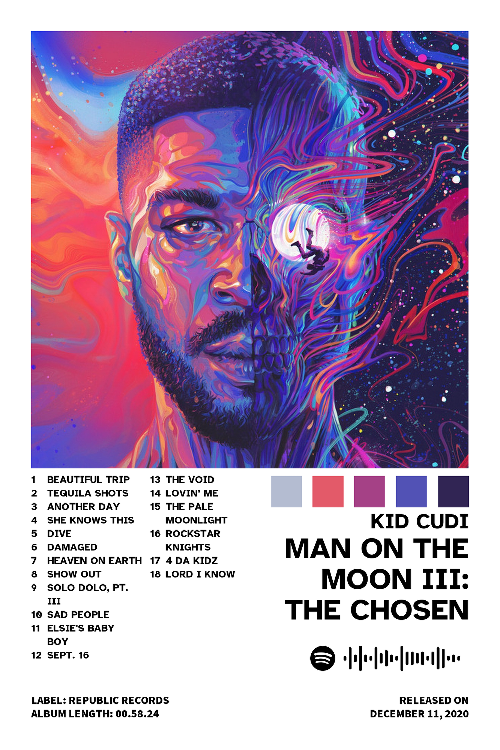 1 BEAUTIFUL TRIP
2 TEQUILA SHOTS
3 ANOTHER DAY
4 SHE KNOWS THIS
5 DIVE
6 DAMAGED
7 HEAVEN ON EARTH
8 SHOW OUT
9 SOLO DOLO, PT.
III
10 SAD PEOPLE
11 ELSIE'S BABY
BOY
12 SEPT. 16
13 THE VOID
14 LOVIN' ME
15 THE PALE
MOONLIGHT
16 ROCKSTAR
KNIGHTS
17 4 DA KIDZ
18 LORD I KNOW
KID CUDI
MAN ON THE
MOON III:
THE CHOSEN
LABEL: REPUBLIC RECORDS
ALBUM LENGTH: 00.58.24
RELEASED ON
DECEMBER 11, 2020